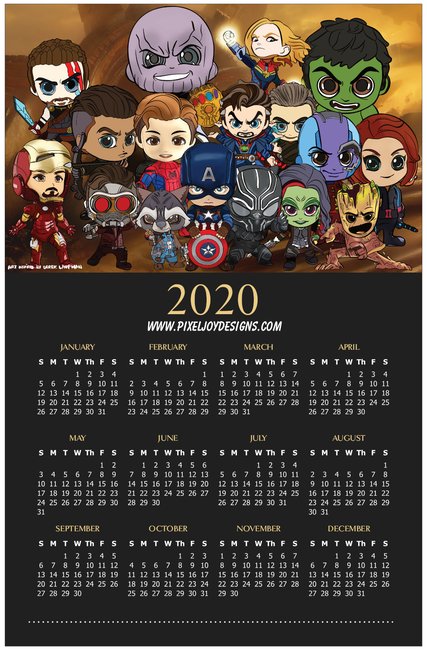 ART OWNED BY DEREK LAUFMAN
2020
WWW.PIXELJOYDESIGNS.COM
JANUARY
S M T W Th F S
1 2 3 4
5 6 7 8 9 10 11
12 13 14 15 16 17 18
19 20 21 22 23 24 25
26 27 28 29 30 31
FEBRUARY
S M T W Th F S
1
2 3 4 5 6 7 8
9 10 11 12 13 14 15
16 17 18 19 20 21 22
23 24 25 26 27 28 29
MARCH
S M T W Th F S
1 2 3 4 5 6 7
8 9 10 11 12 13 14
15 16 17 18 19 20 21
22 23 24 25 26 27 28
29 30 31
APRIL
S M T W Th F S
1 2 3 4
5 6 7 8 9 10 11
12 13 14 15 16 17 18
19 20 21 22 23 24 25
26 27 28 29 30
MAY
S M T W Th F S
1 2
3 4 5 6 7 8 9
10 11 12 13 14 15 16
17 18 19 20 21 22 23
24 25 26 27 28 29 30
31
JUNE
S M T W Th F S
1 2 3 4 5 6
7 8 9 10 11 12 13
14 15 16 17 18 19 20
21 22 23 24 25 26 27
28 29 30
JULY
S M T W Th F S
1 2 3 4
5 6 7 8 9 10 11
12 13 14 15 16 17 18
19 20 21 22 23 24 25
26 27 28 29 30 31
AUGUST
S M T W Th F S
1
2 3 4 5 6 7 8
9 10 11 12 13 14 15
16 17 18 19 20 21 22
23 24 25 26 27 28 29
30 31
SEPTEMBER
S M T W Th F S
1 2 3 4 5
6 7 8 9 10 11 12
13 14 15 16 17 18 19
20 21 22 23 24 25 26
27 28 29 30
OCTOBER
S M T W Th F S
1 2 3
4 5 6 7 8 9 10
11 12 13 14 15 16 17
18 19 20 21 22 23 24
25 26 27 28 29 30 31
NOVEMBER
S M T W Th F S
1 2 3 4 5 6 7
8 9 10 11 12 13 14
15 16 17 18 19 20 21
22 23 24 25 26 27 28
29 30
DECEMBER
S M T W Th F S
1 2 3 4 5
6 7 8 9 10 11 12
13 14 15 16 17 18 19
20 21 22 23 24 25 26
27 28 29 30 31